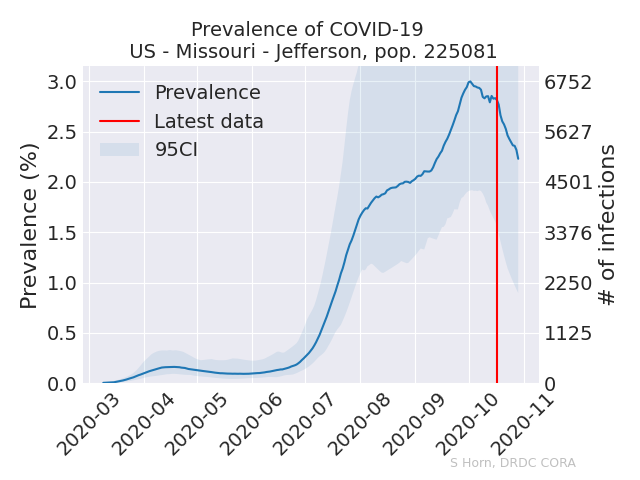 Prevalence of COVID-19
US - Missouri - Jefferson, pop. 225081
Prevalence
Latest data
95CI
Prevalence (%)
3.0
2.5
2.0
1.5
1.0
0.5
0.0
6752
5627
4501
3376
2250
1125
0
# of infections
2020-03
2020-04
2020-05
2020-06
2020-07
2020-08
2020-09
2020-10
2020-11
S Horn, DRDC CORA